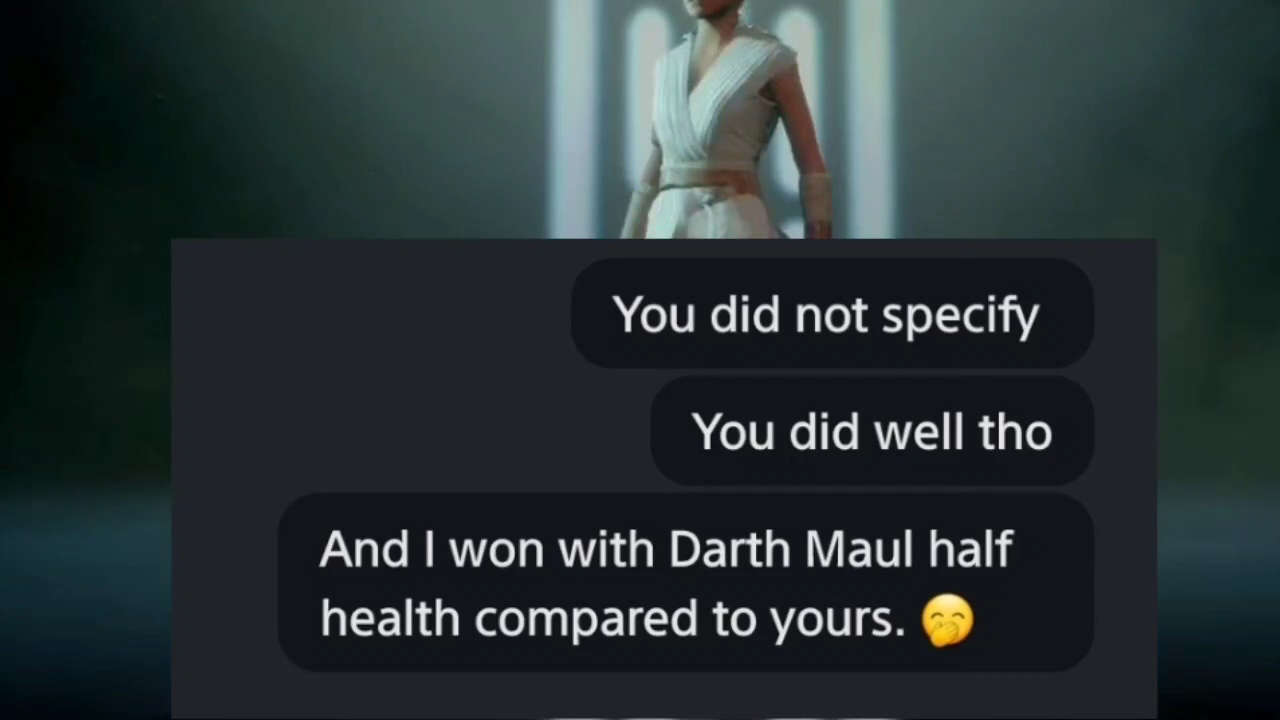 You did not specify
You did well tho
And I won with Darth Maul half
health compared to yours. 🤭